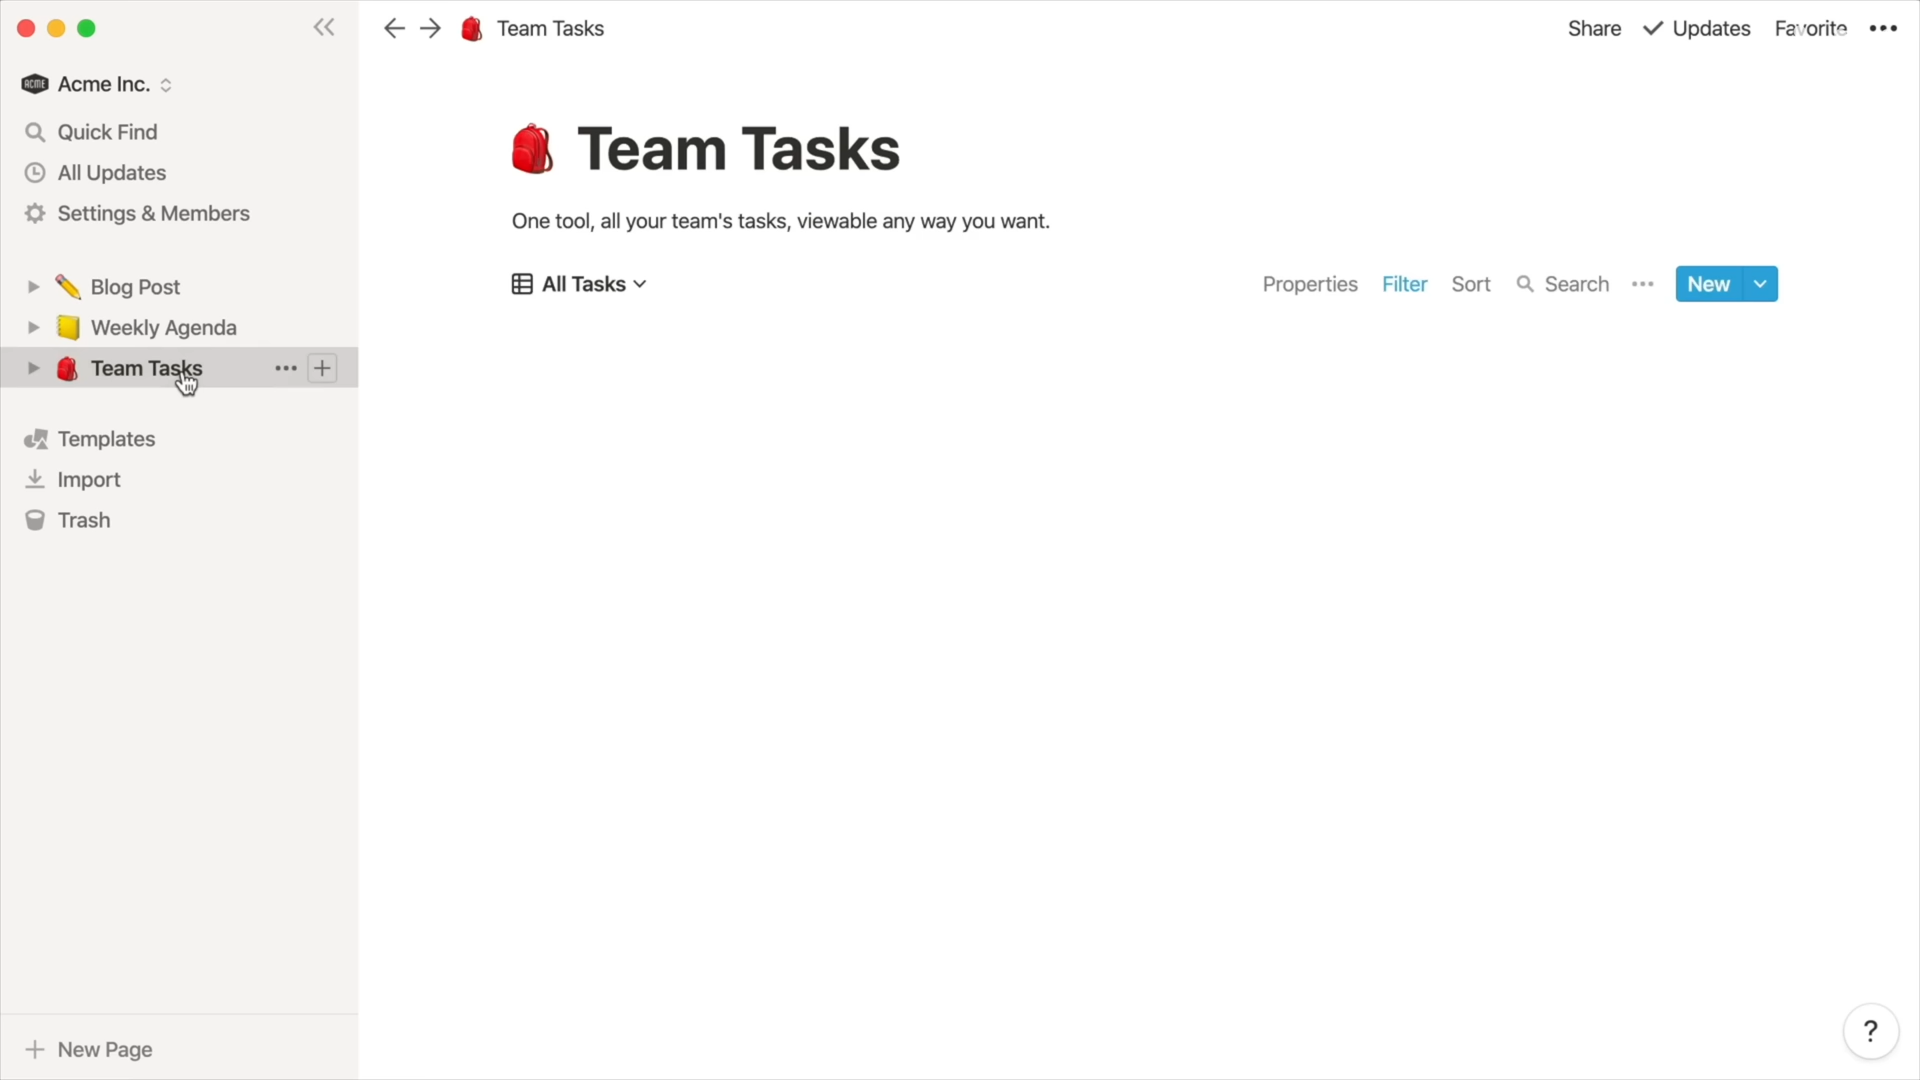 Team Tasks
Share
Updates
Favorite
ACME
Acme Inc.
Quick Find
All Updates
Settings & Members
Blog Post
Weekly Agenda
Team Tasks
Templates
Import
Trash
New Page
Team Tasks
One tool, all your team's tasks, viewable any way you want.
All Tasks
Properties
Filter
Sort
Search
New
?